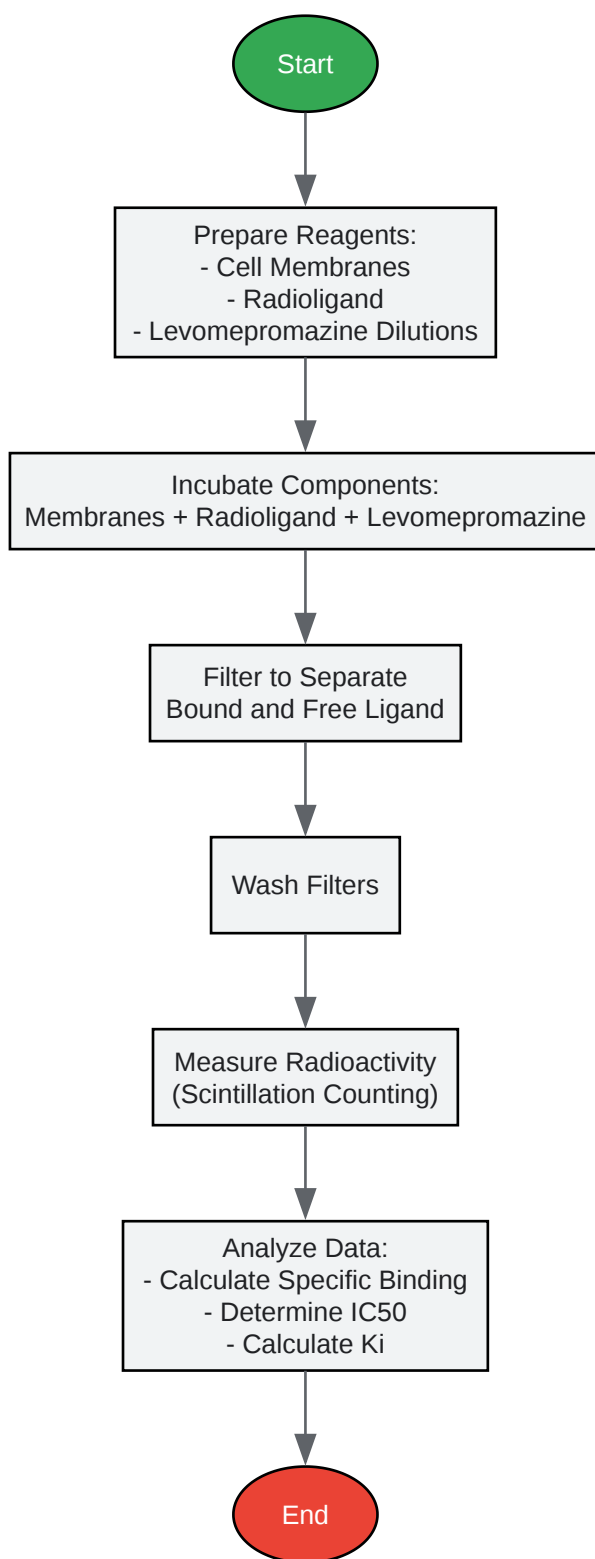 Start
Prepare Reagents:
- Cell Membranes
- Radioligand
- Levomepromazine Dilutions
Incubate Components:
Membranes + Radioligand + Levomepromazine
Filter to Separate
Bound and Free Ligand
Wash Filters
Measure Radioactivity
(Scintillation Counting)
Analyze Data:
- Calculate Specific Binding
- Determine IC50
- Calculate Ki
End